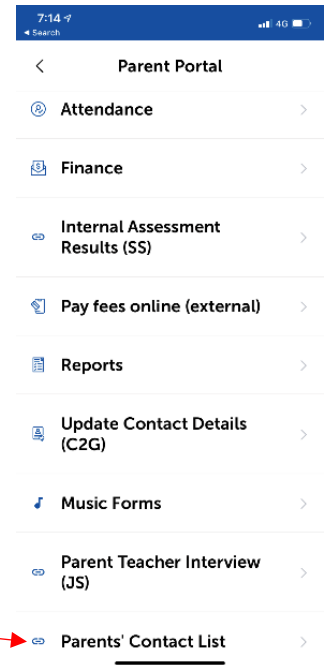 7:14
4G
Search
Parent Portal
Attendance
Finance
Internal Assessment
Results (SS)
Pay fees online (external)
Reports
Update Contact Details
(C2G)
Music Forms
Parent Teacher Interview
(JS)
Parents' Contact List